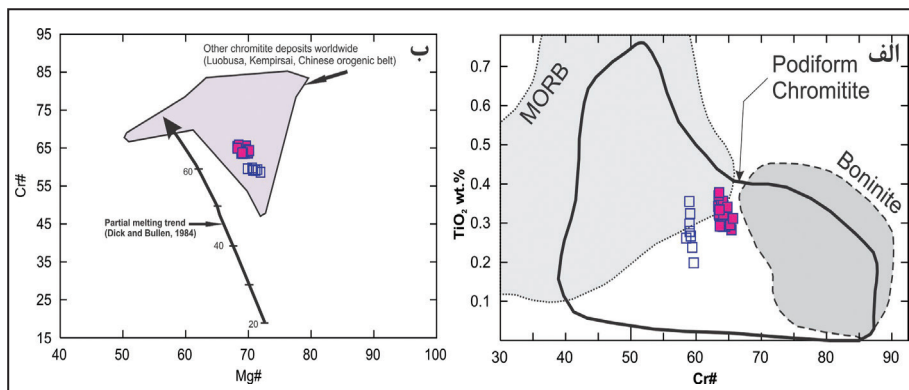 ب
Other chromitite deposits worldwide
(Luobusa, Kempirsai, Chinese orogenic belt)
95
85
75
65
55
45
35
25
15
Cr#
60
40
20
Partial melting trend
(Dick and Bullen, 1984)
40
50
60
70
80
90
100
Mg#
الف
MORB
Podiform
Chromitite
Boninite
0.7
0.6
0.5
0.4
0.3
0.2
0.1
TiO₂ wt.%
30
40
50
60
70
80
90
Cr#